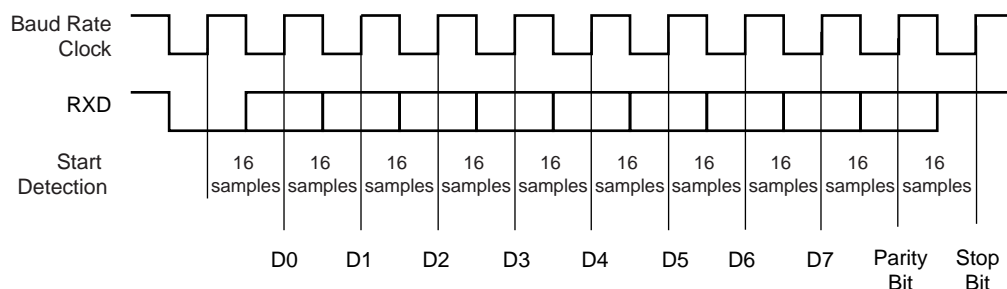 Baud Rate
Clock
RXD
Start
Detection
16 16 16 16 16 16 16 16 16 16
samples samples samples samples samples samples samples samples samples samples
D0 D1 D2 D3 D4 D5 D6 D7 Parity Stop
Bit Bit